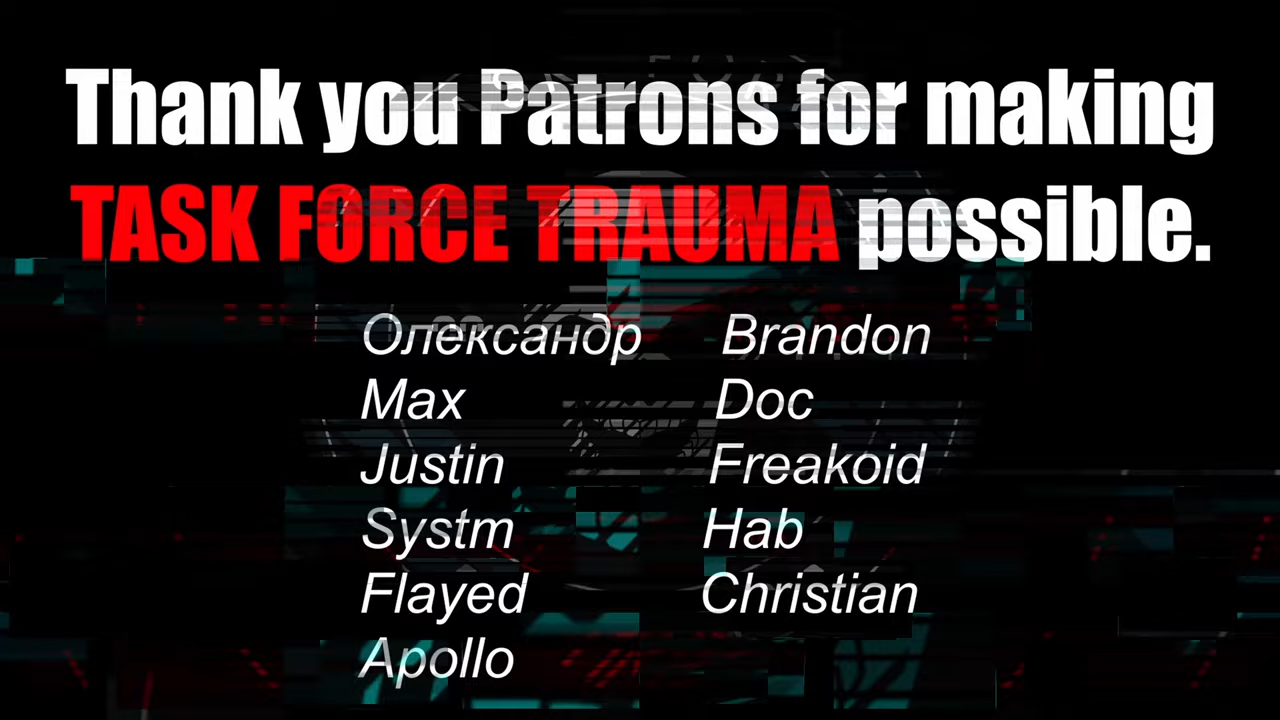 Thank you Patrons for making
TASK FORCE TRAUMA possible.
Олександр
Max
Justin
Systm
Flayed
Apollo
Brandon
Doc
Freakoid
Hab
Christian